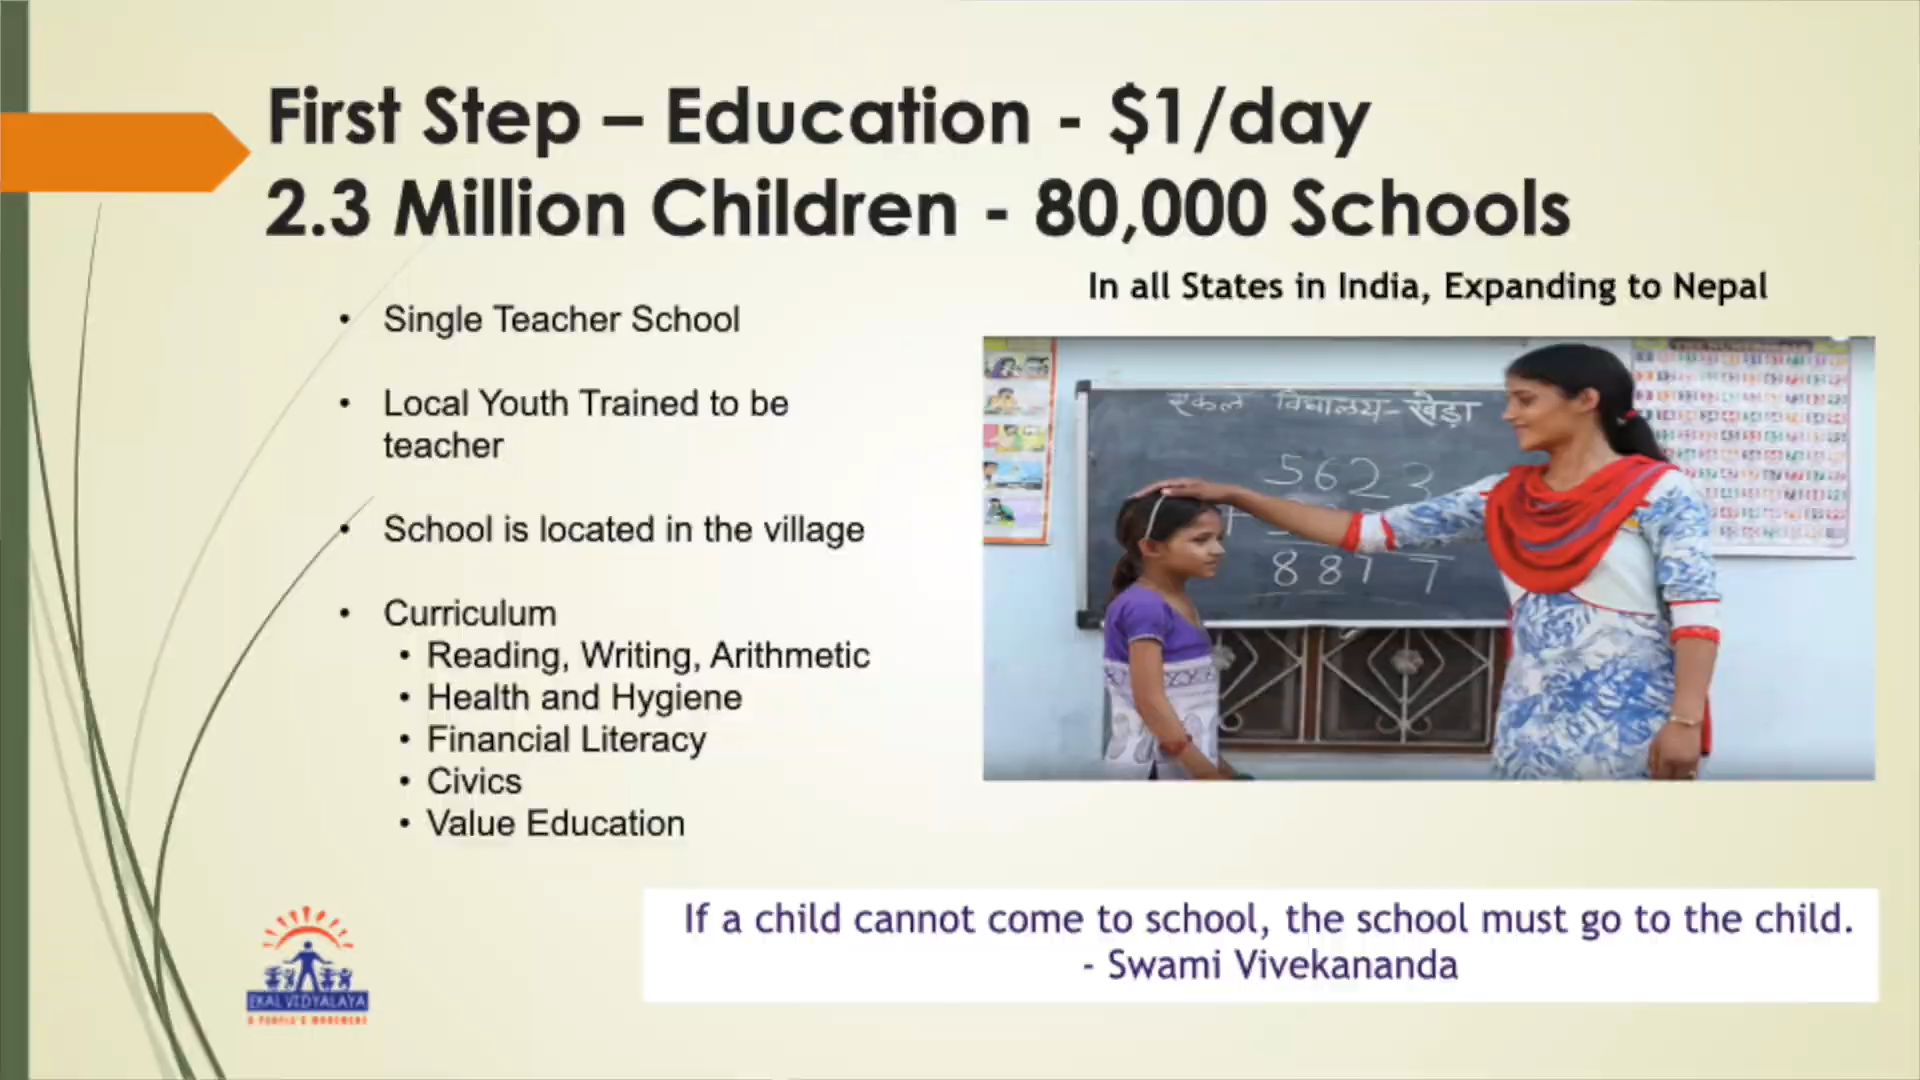 First Step – Education - $1/day
2.3 Million Children - 80,000 Schools
In all States in India, Expanding to Nepal
• Single Teacher School
• Local Youth Trained to be
teacher
• School is located in the village
• Curriculum
• Reading, Writing, Arithmetic
• Health and Hygiene
• Financial Literacy
• Civics
• Value Education
एकल विद्यालय-खेड़ा
5623
+
8877
If a child cannot come to school, the school must go to the child.
- Swami Vivekananda
EKAL VIDYALAYA
A PEOPLE'S MOVEMENT